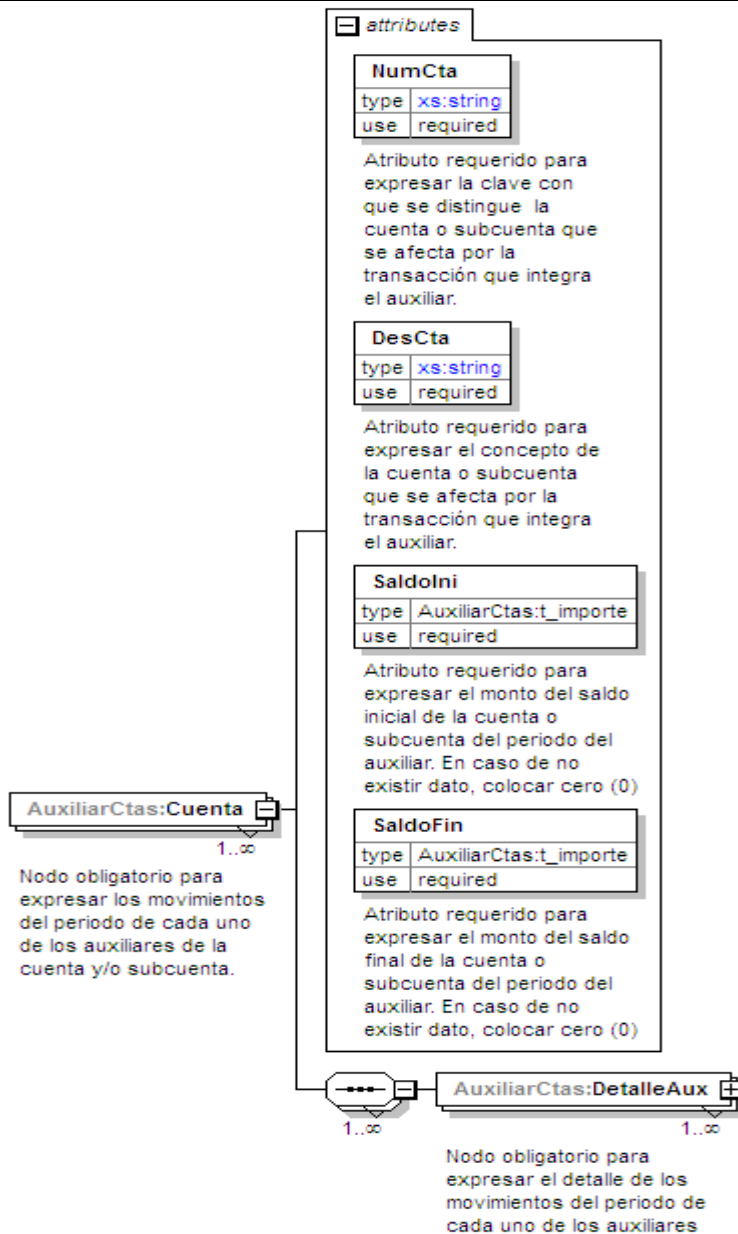 attributes
NumCta
type xs:string
use required
Atributo requerido para
expresar la clave con
que se distingue la
cuenta o subcuenta que
se afecta por la
transacción que integra
el auxiliar.
DesCta
type xs:string
use required
Atributo requerido para
expresar el concepto de
la cuenta o subcuenta
que se afecta por la
transacción que integra
el auxiliar.
SaldoIni
type AuxiliarCtas:t_importe
use required
Atributo requerido para
expresar el monto del saldo
inicial de la cuenta o
subcuenta del periodo del
auxiliar. En caso de no
existir dato, colocar cero (0)
SaldoFin
type AuxiliarCtas:t_importe
use required
Atributo requerido para
expresar el monto del saldo
final de la cuenta o
subcuenta del periodo del
auxiliar. En caso de no
existir dato, colocar cero (0)
AuxiliarCtas:Cuenta
1..∞
Nodo obligatorio para
expresar los movimientos
del periodo de cada uno
de los auxiliares de la
cuenta y/o subcuenta.
1..∞
AuxiliarCtas:DetalleAux
1..∞
Nodo obligatorio para
expresar el detalle de los
movimientos del periodo de
cada uno de los auxiliares